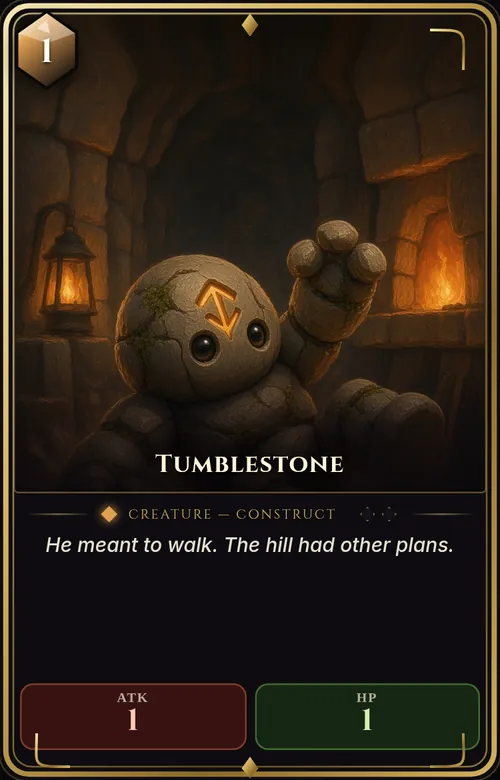 1
Tumblestone
CREATURE — CONSTRUCT
He meant to walk. The hill had other plans.
ATK
1
HP
1